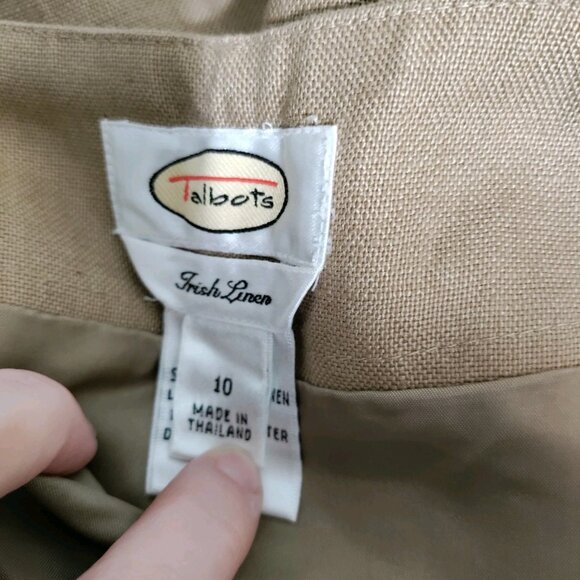 Talbots
Irish Linen
10
MADE IN
THAILAND